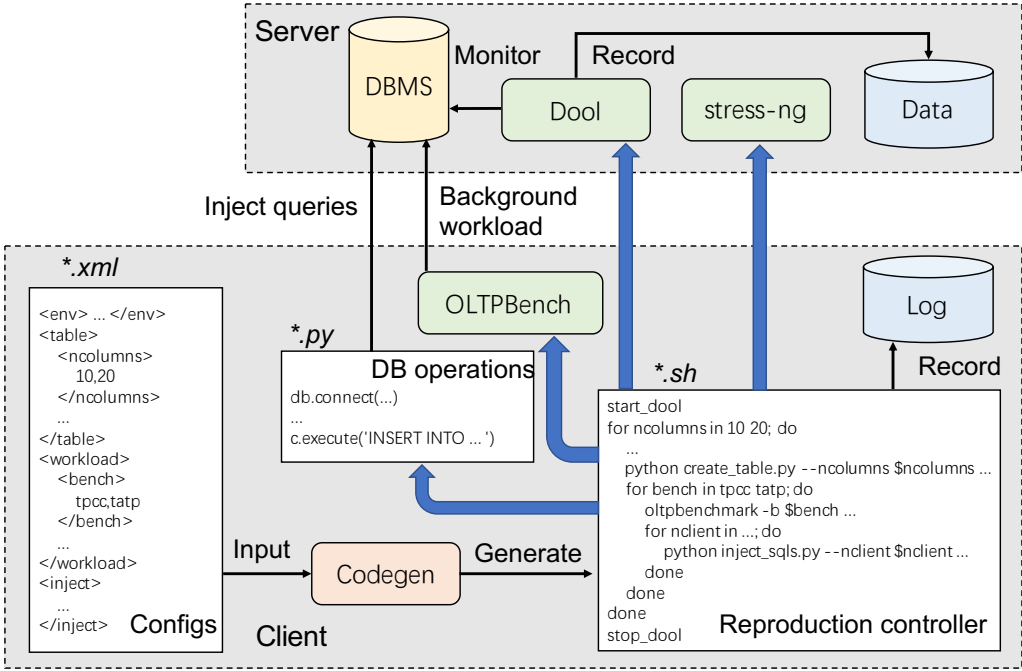 Server
DBMS
Monitor
Record
Dool
stress-ng
Data
Inject queries
Background
workload
*.xml
<env> ... </env>
<table>
<ncolumns>
10,20
</ncolumns>
...
</table>
<workload>
<bench>
tpcc,tatp
</bench>
...
</workload>
<inject>
...
</inject>
Configs
*.py
DB operations
db.connect(...)
...
c.execute('INSERT INTO ... ')
OLTPBench
Log
Record
*.sh
start_dool
for ncolumns in 10 20; do
...
python create_table.py --ncolumns $ncolumns ...
for bench in tpcc tatp; do
oltpbenchmark -b $bench ...
for nclient in ...; do
python inject_sqls.py --nclient $nclient ...
done
done
done
stop_dool
Reproduction controller
Input
Codegen
Generate
Client